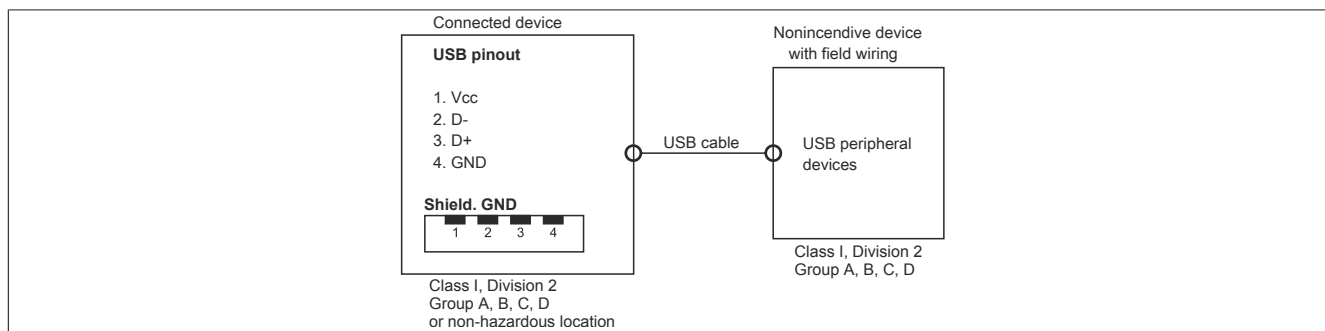 Connected device
USB pinout
1. Vcc
2. D-
3. D+
4. GND
Shield. GND
1 2 3 4
Class I, Division 2
Group A, B, C, D
or non-hazardous location
USB cable
Nonincendive device
with field wiring
USB peripheral
devices
Class I, Division 2
Group A, B, C, D